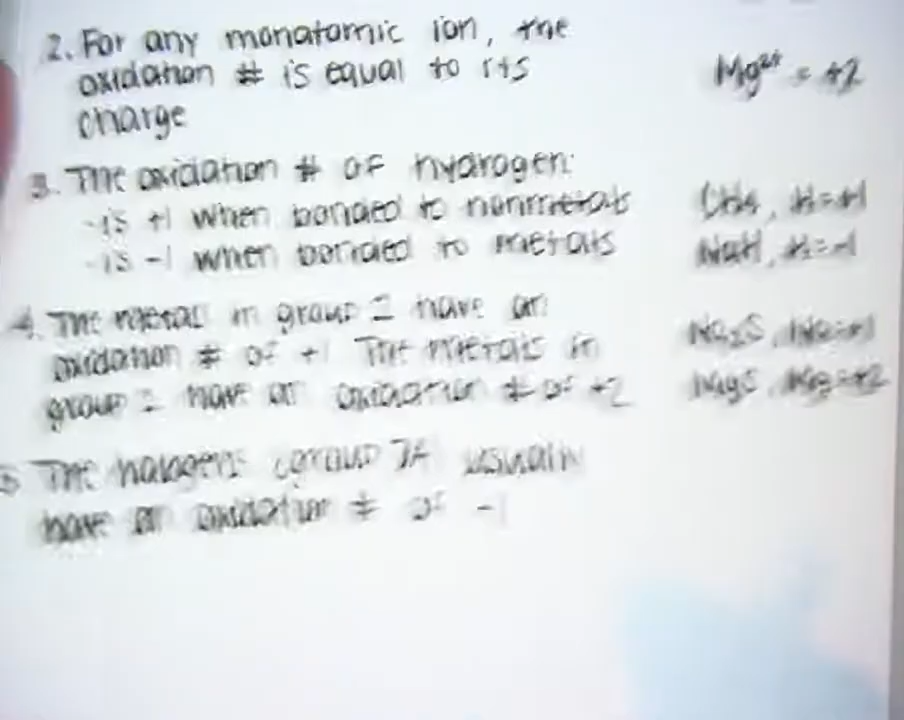 2. For any monatomic ion, the
oxidation # is equal to its
charge
Mg²⁺ = +2
3. The oxidation # of hydrogen:
-is +1 when bonded to nonmetals
CH4, H=+1
-is -1 when bonded to metals
NaH, H=-1
4. The metals in group 1 have an
oxidation # of +1 The metals in
Na2S, Na=+1
group 2 have an oxidation # of +2
MgS, Mg=+2
5 The halogens (group 7A usually
have an oxidation # of -1